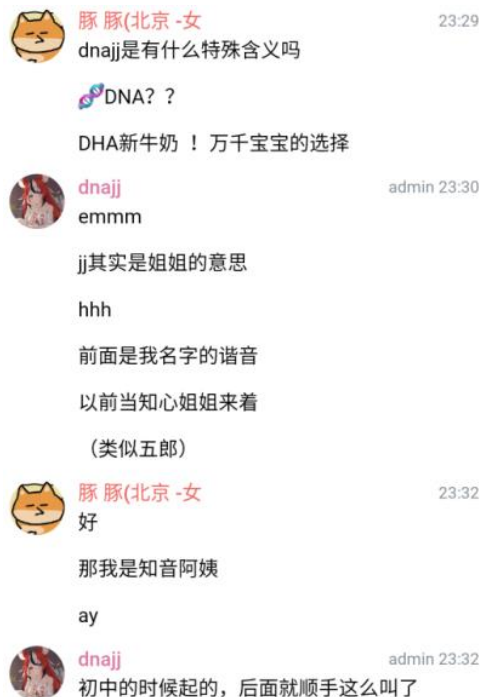 豚 豚(北京 -女 23:29
dnajj是有什么特殊含义吗
🧬DNA？？
DHA新牛奶 ！万千宝宝的选择
dnajj admin 23:30
emmm
jj其实是姐姐的意思
hhh
前面是我名字的谐音
以前当知心姐姐来着
（类似五郎）
豚 豚(北京 -女 23:32
好
那我是知音阿姨
ay
dnajj admin 23:32
初中的时候起的，后面就顺手这么叫了